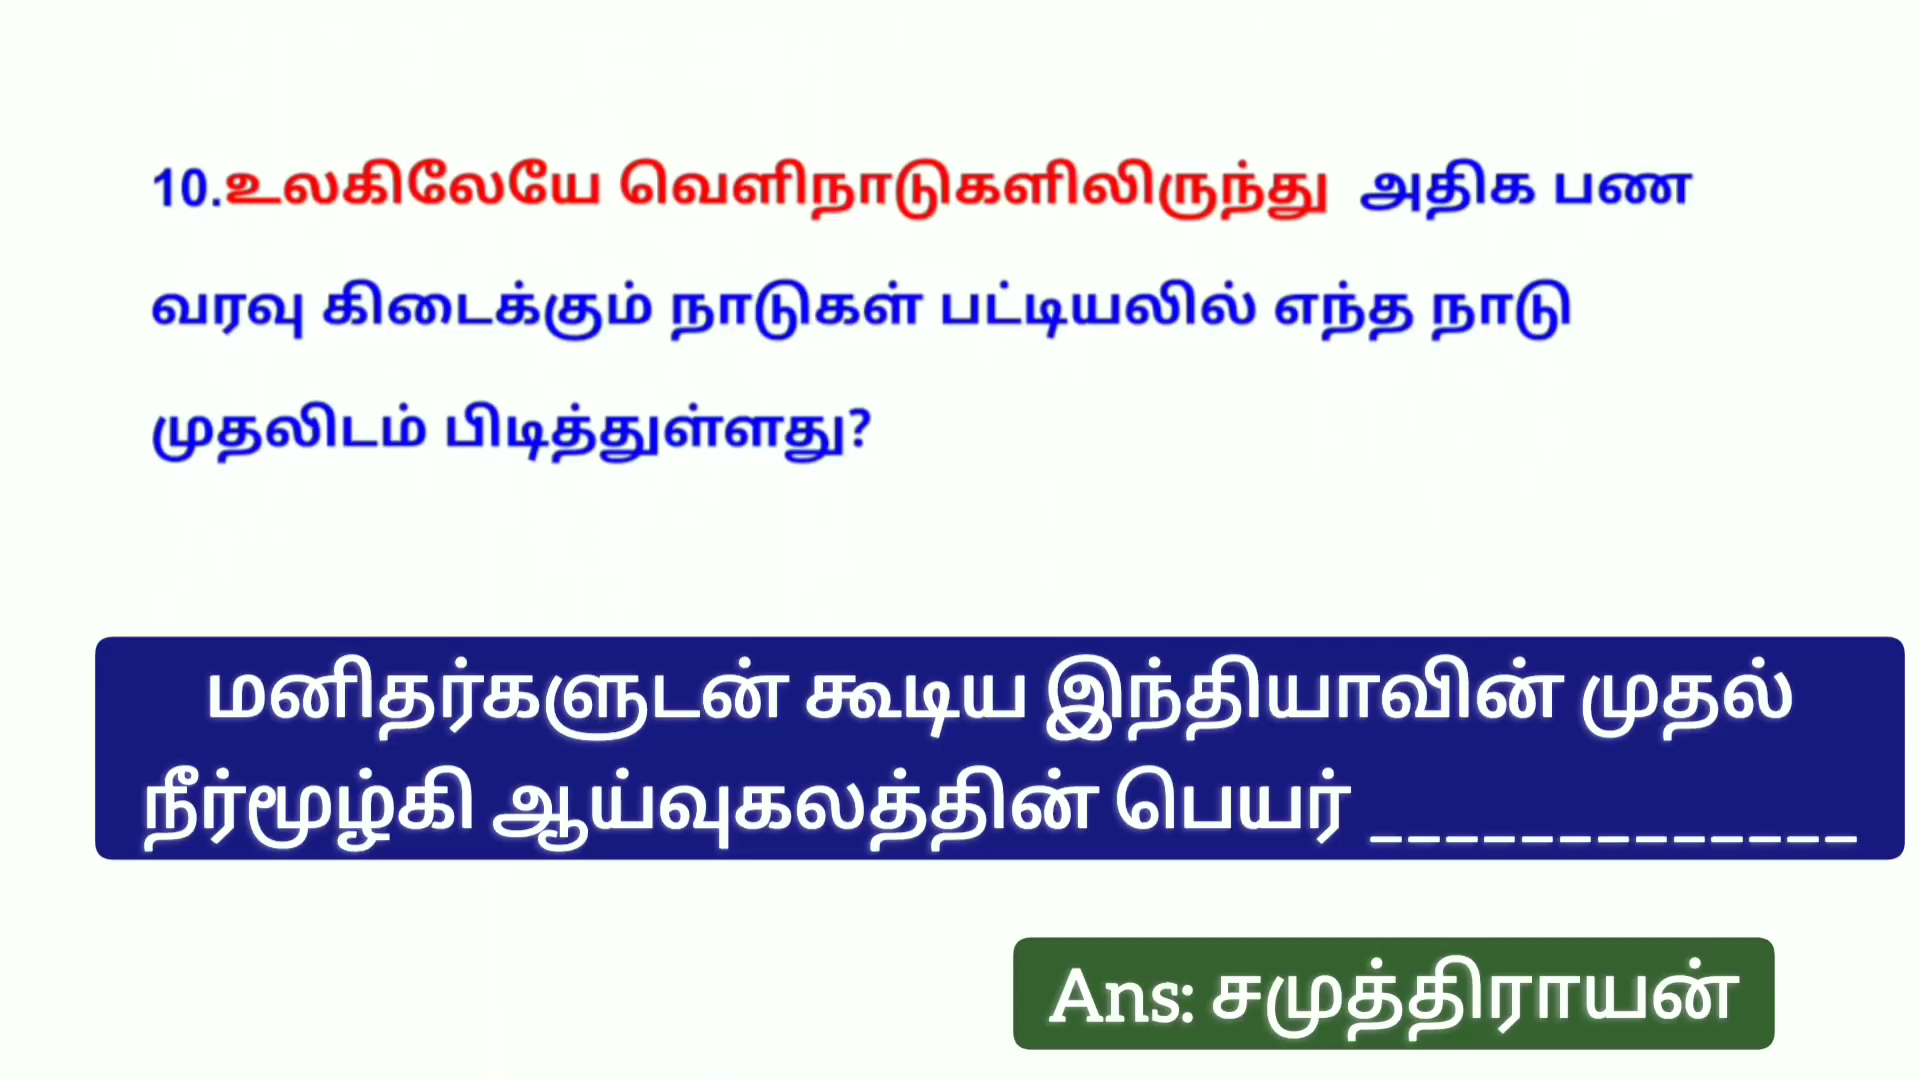 10.உலகிலேயே வெளிநாடுகளிலிருந்து அதிக பண
வரவு கிடைக்கும் நாடுகள் பட்டியலில் எந்த நாடு
முதலிடம் பிடித்துள்ளது?
மனிதர்களுடன் கூடிய இந்தியாவின் முதல்
நீர்மூழ்கி ஆய்வுகலத்தின் பெயர் _____________
Ans: சமுத்திராயன்